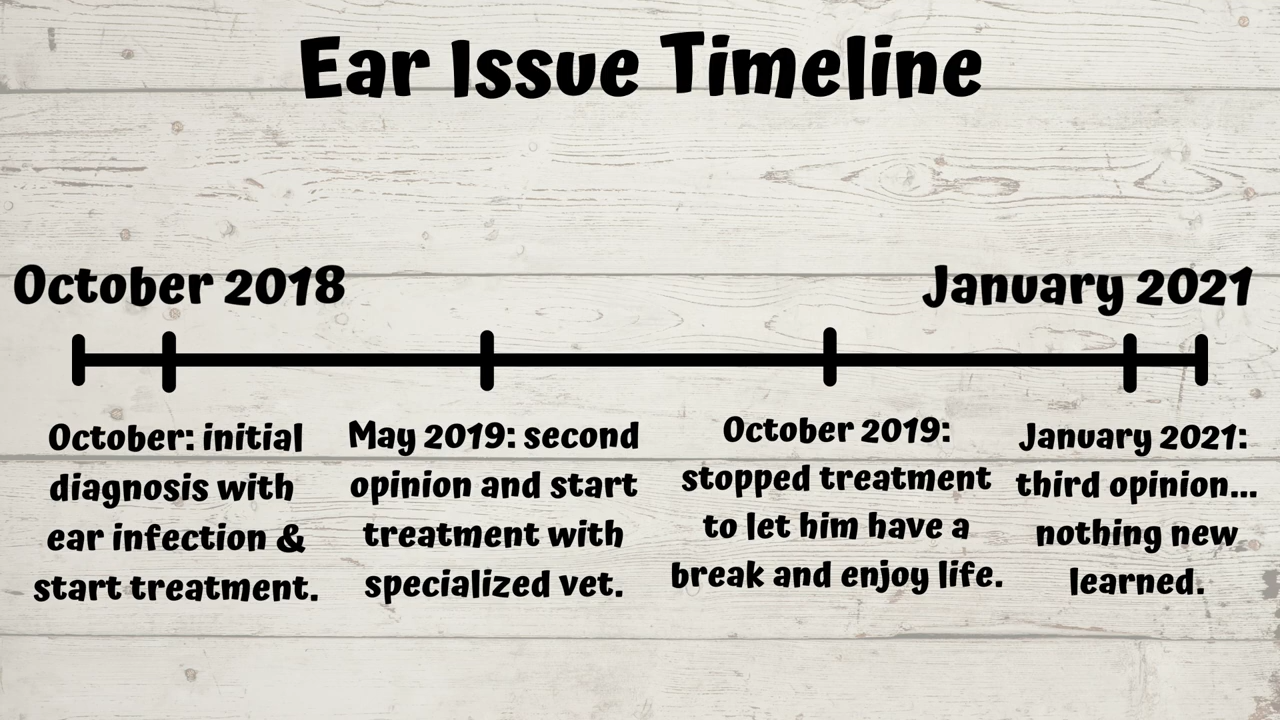 Ear Issue Timeline
October 2018
January 2021
October: initial
diagnosis with
ear infection &
start treatment.
May 2019: second
opinion and start
treatment with
specialized vet.
October 2019:
stopped treatment
to let him have a
break and enjoy life.
January 2021:
third opinion...
nothing new
learned.